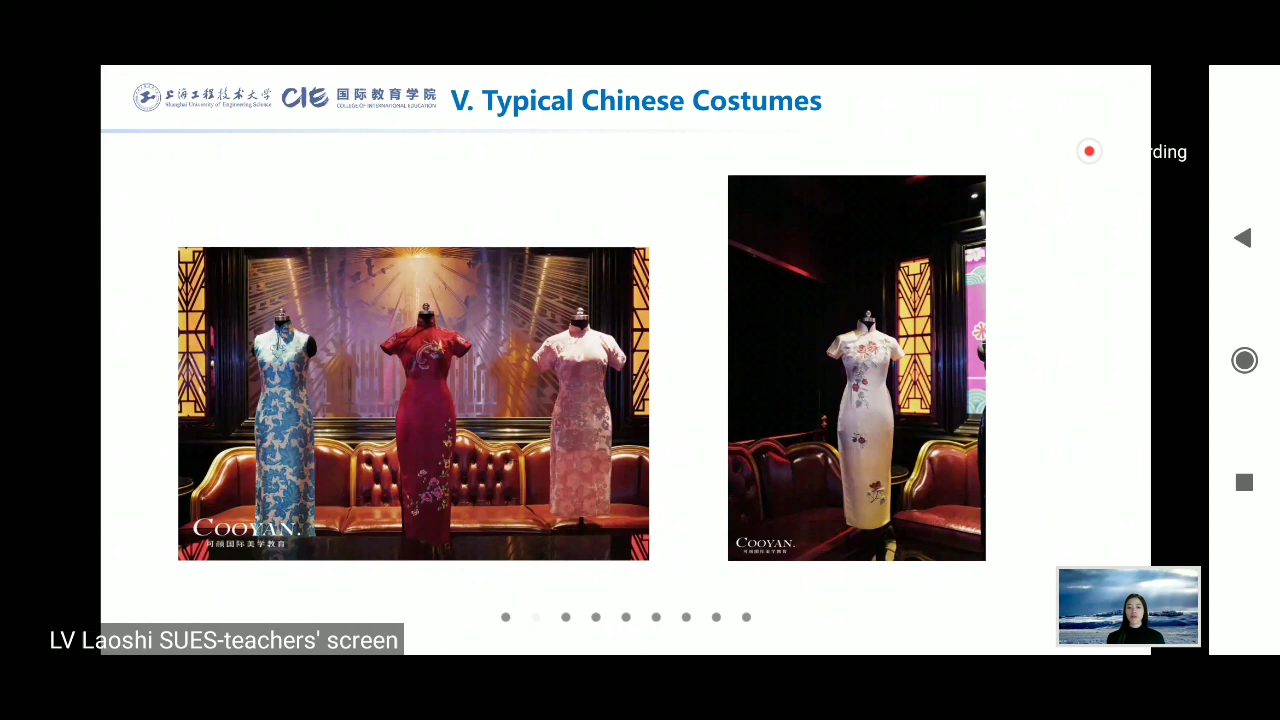 上海工程技术大学
Shanghai University of Engineering Science
CIE
国际教育学院
COLLEGE OF INTERNATIONAL EDUCATION
V. Typical Chinese Costumes
rding
COOYAN.
可颜国际美学教育
COOYAN.
可颜国际美学教育
LV Laoshi SUES-teachers' screen